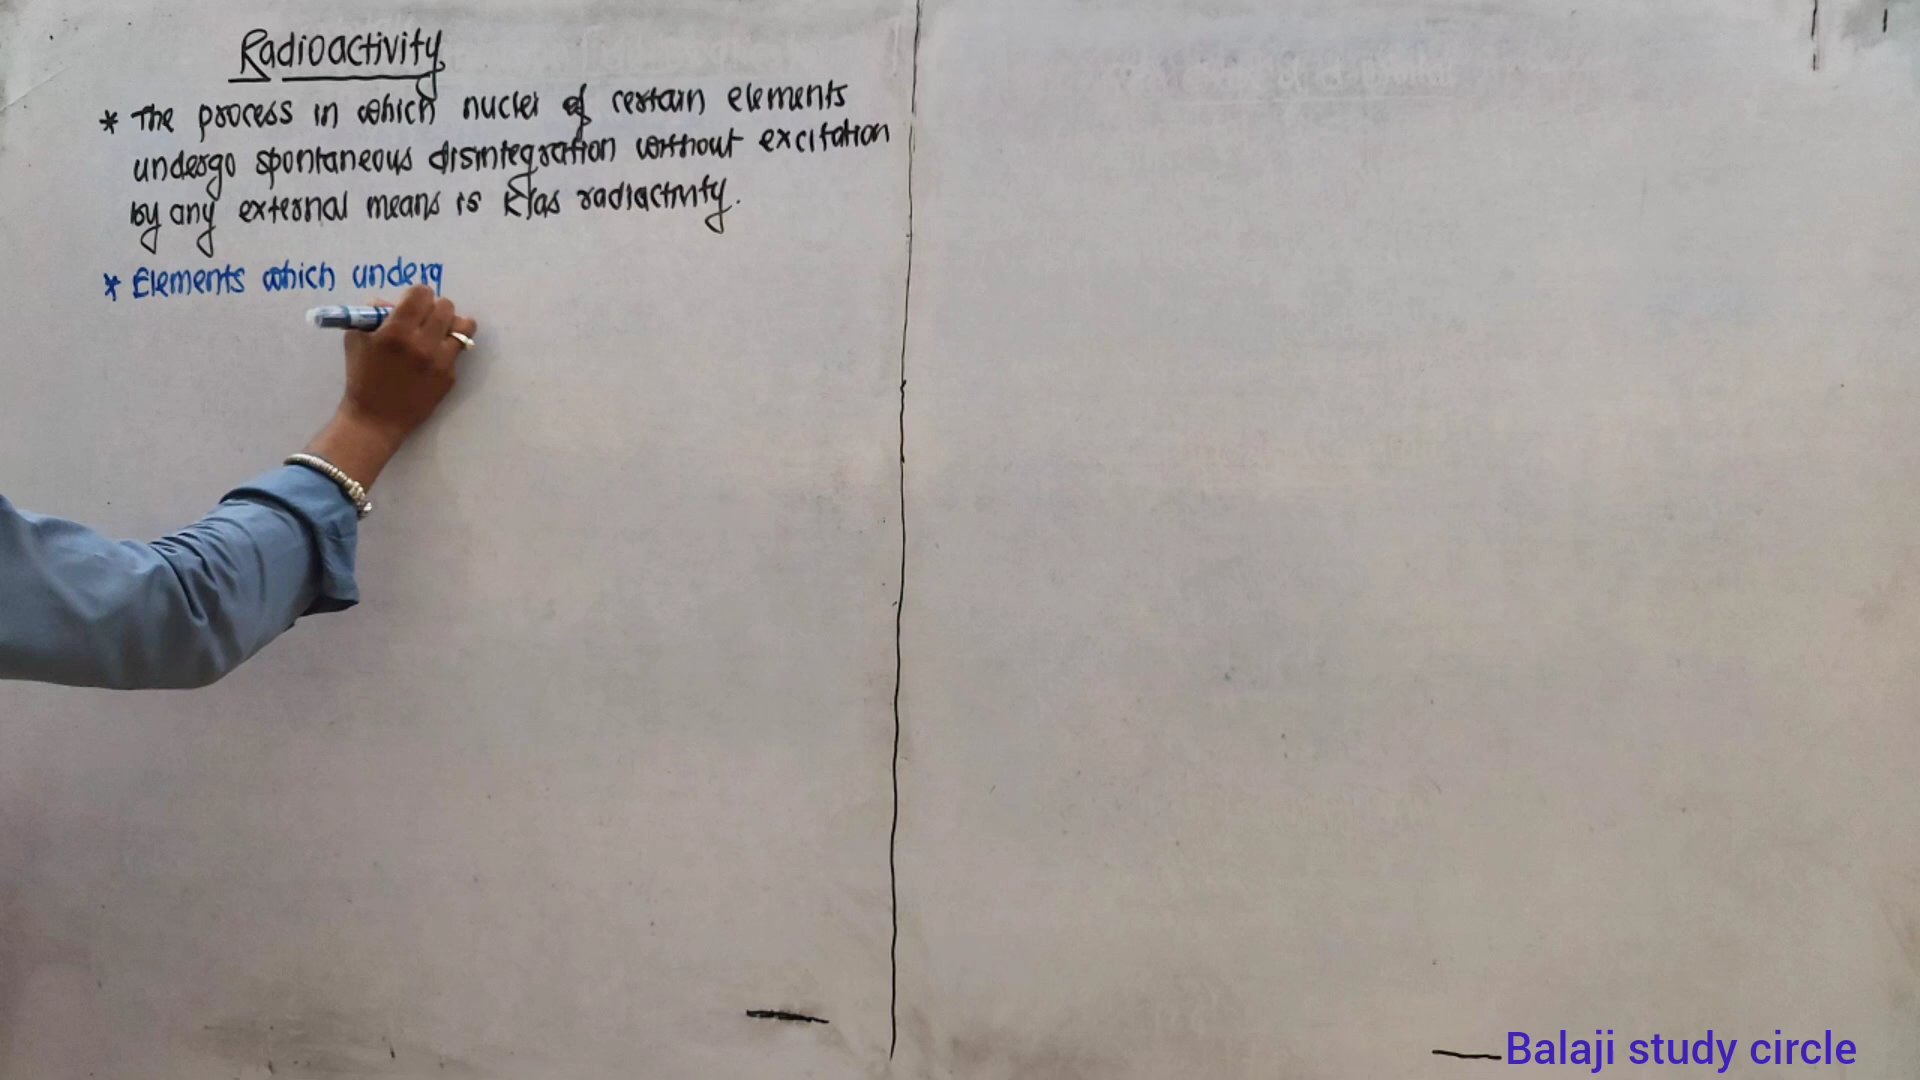 Radioactivity
* The process in which nuclei of certain elements
undergo spontaneous disintegration without excitation
by any external means is k/as radiactivity.
* Elements which underg
Balaji study circle